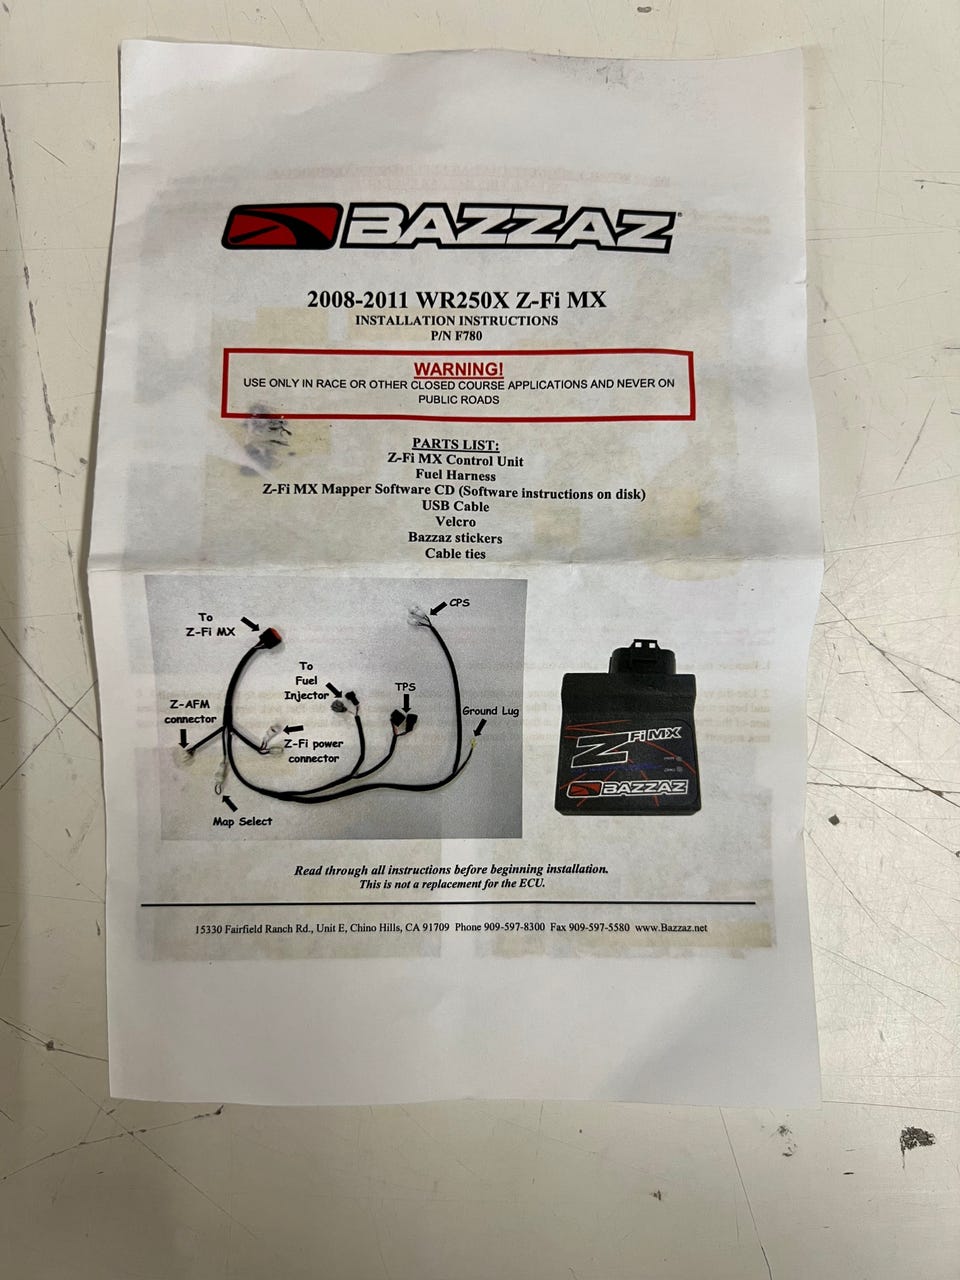 BAZZAZ
2008-2011 WR250X Z-Fi MX
INSTALLATION INSTRUCTIONS
P/N F780
WARNING!
USE ONLY IN RACE OR OTHER CLOSED COURSE APPLICATIONS AND NEVER ON
PUBLIC ROADS
PARTS LIST:
Z-Fi MX Control Unit
Fuel Harness
Z-Fi MX Mapper Software CD (Software instructions on disk)
USB Cable
Velcro
Bazzaz stickers
Cable ties
To
Z-Fi MX
CPS
To
Fuel
Injector
TPS
Z-AFM
connector
Ground Lug
Z-Fi power
connector
Map Select
Z Fi MX
BAZZAZ
Read through all instructions before beginning installation.
This is not a replacement for the ECU.
15330 Fairfield Ranch Rd., Unit E, Chino Hills, CA 91709 Phone 909-597-8300 Fax 909-597-5580 www.Bazzaz.net